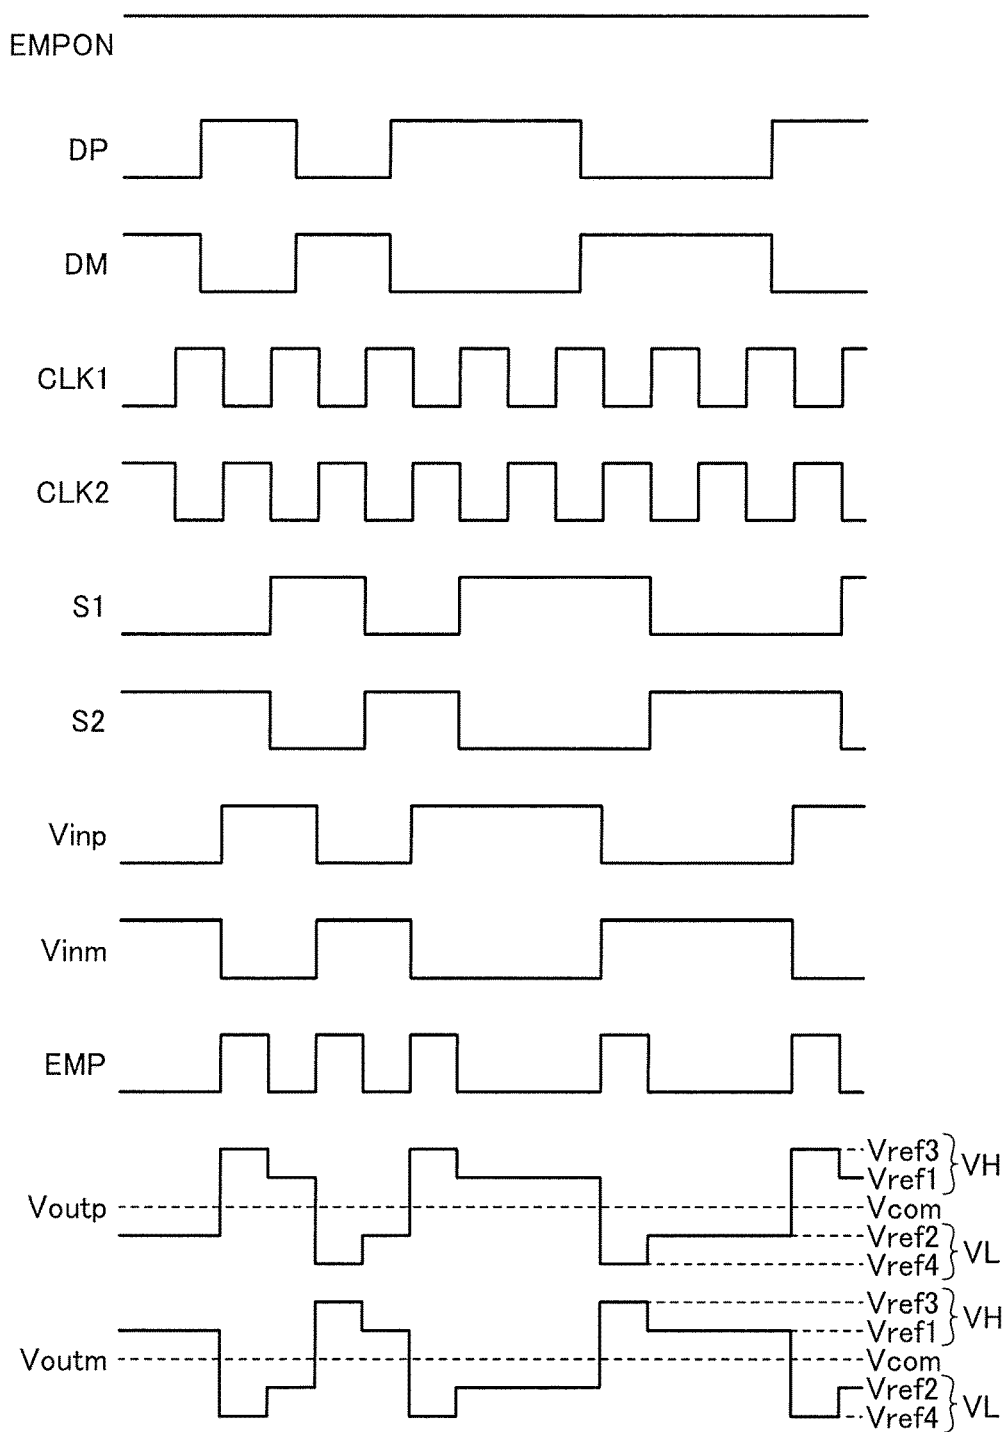 EMPON
DP
DM
CLK1
CLK2
S1
S2
Vinp
Vinm
EMP
Voutp
Vref3
Vref1
VH
Vcom
Vref2
Vref4
VL
Voutm
Vref3
Vref1
VH
Vcom
Vref2
Vref4
VL